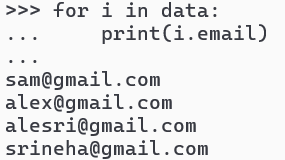 >>> for i in data:
...     print(i.email)
...
sam@gmail.com
alex@gmail.com
alesri@gmail.com
srineha@gmail.com